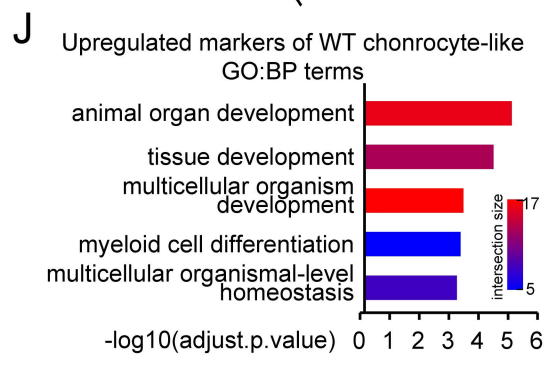 J
Upregulated markers of WT chonrocyte-like
GO:BP terms
animal organ development
tissue development
multicellular organism
development
myeloid cell differentiation
multicellular organismal-level
homeostasis
intersection size
17
5
-log10(adjust.p.value)
0 1 2 3 4 5 6